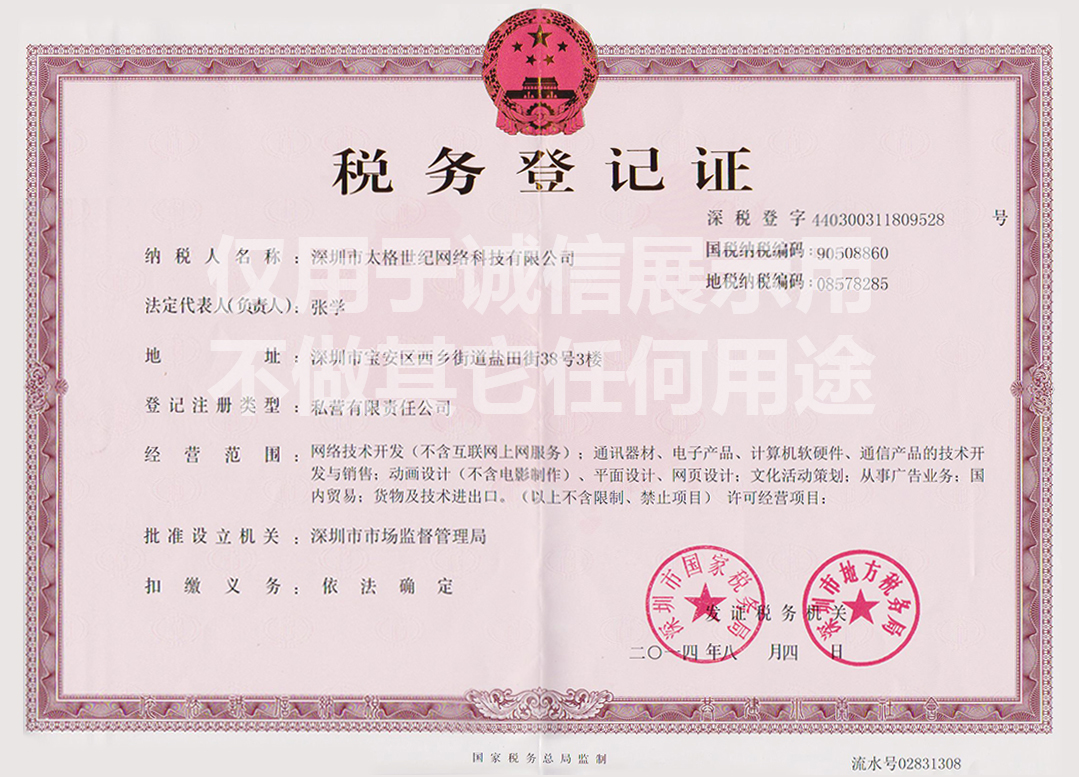 税务登记证
深税登字 440300311809528 号
国税纳税编码：90508860
地税纳税编码：08578285
纳税人名称：深圳市太格世纪网络科技有限公司
法定代表人(负责人)：张学
地址：深圳市宝安区西乡街道盐田街38号3楼
登记注册类型：私营有限责任公司
经营范围：网络技术开发（不含互联网上网服务）；通讯器材、电子产品、计算机软硬件、通信产品的技术开
发与销售；动画设计（不含电影制作）、平面设计、网页设计；文化活动策划；从事广告业务；国
内贸易；货物及技术进出口。（以上不含限制、禁止项目） 许可经营项目：
批准设立机关：深圳市市场监督管理局
扣缴义务：依法确定
仅用于诚信展示用
不做其它任何用途
深圳市国家税务局
深圳市地方税务局
发证税务机关
二〇一四年八月四日
国家税务总局监制
流水号02831308